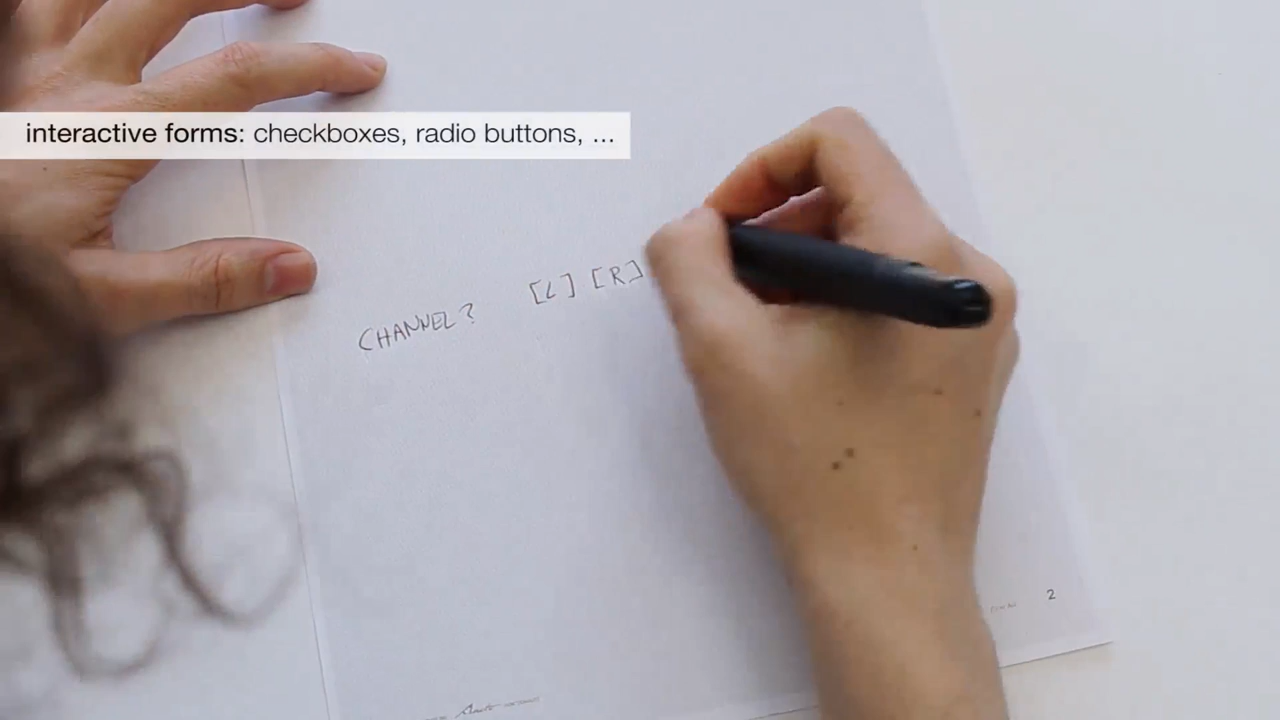 interactive forms: checkboxes, radio buttons, ...
CHANNEL? [L] [R]
2